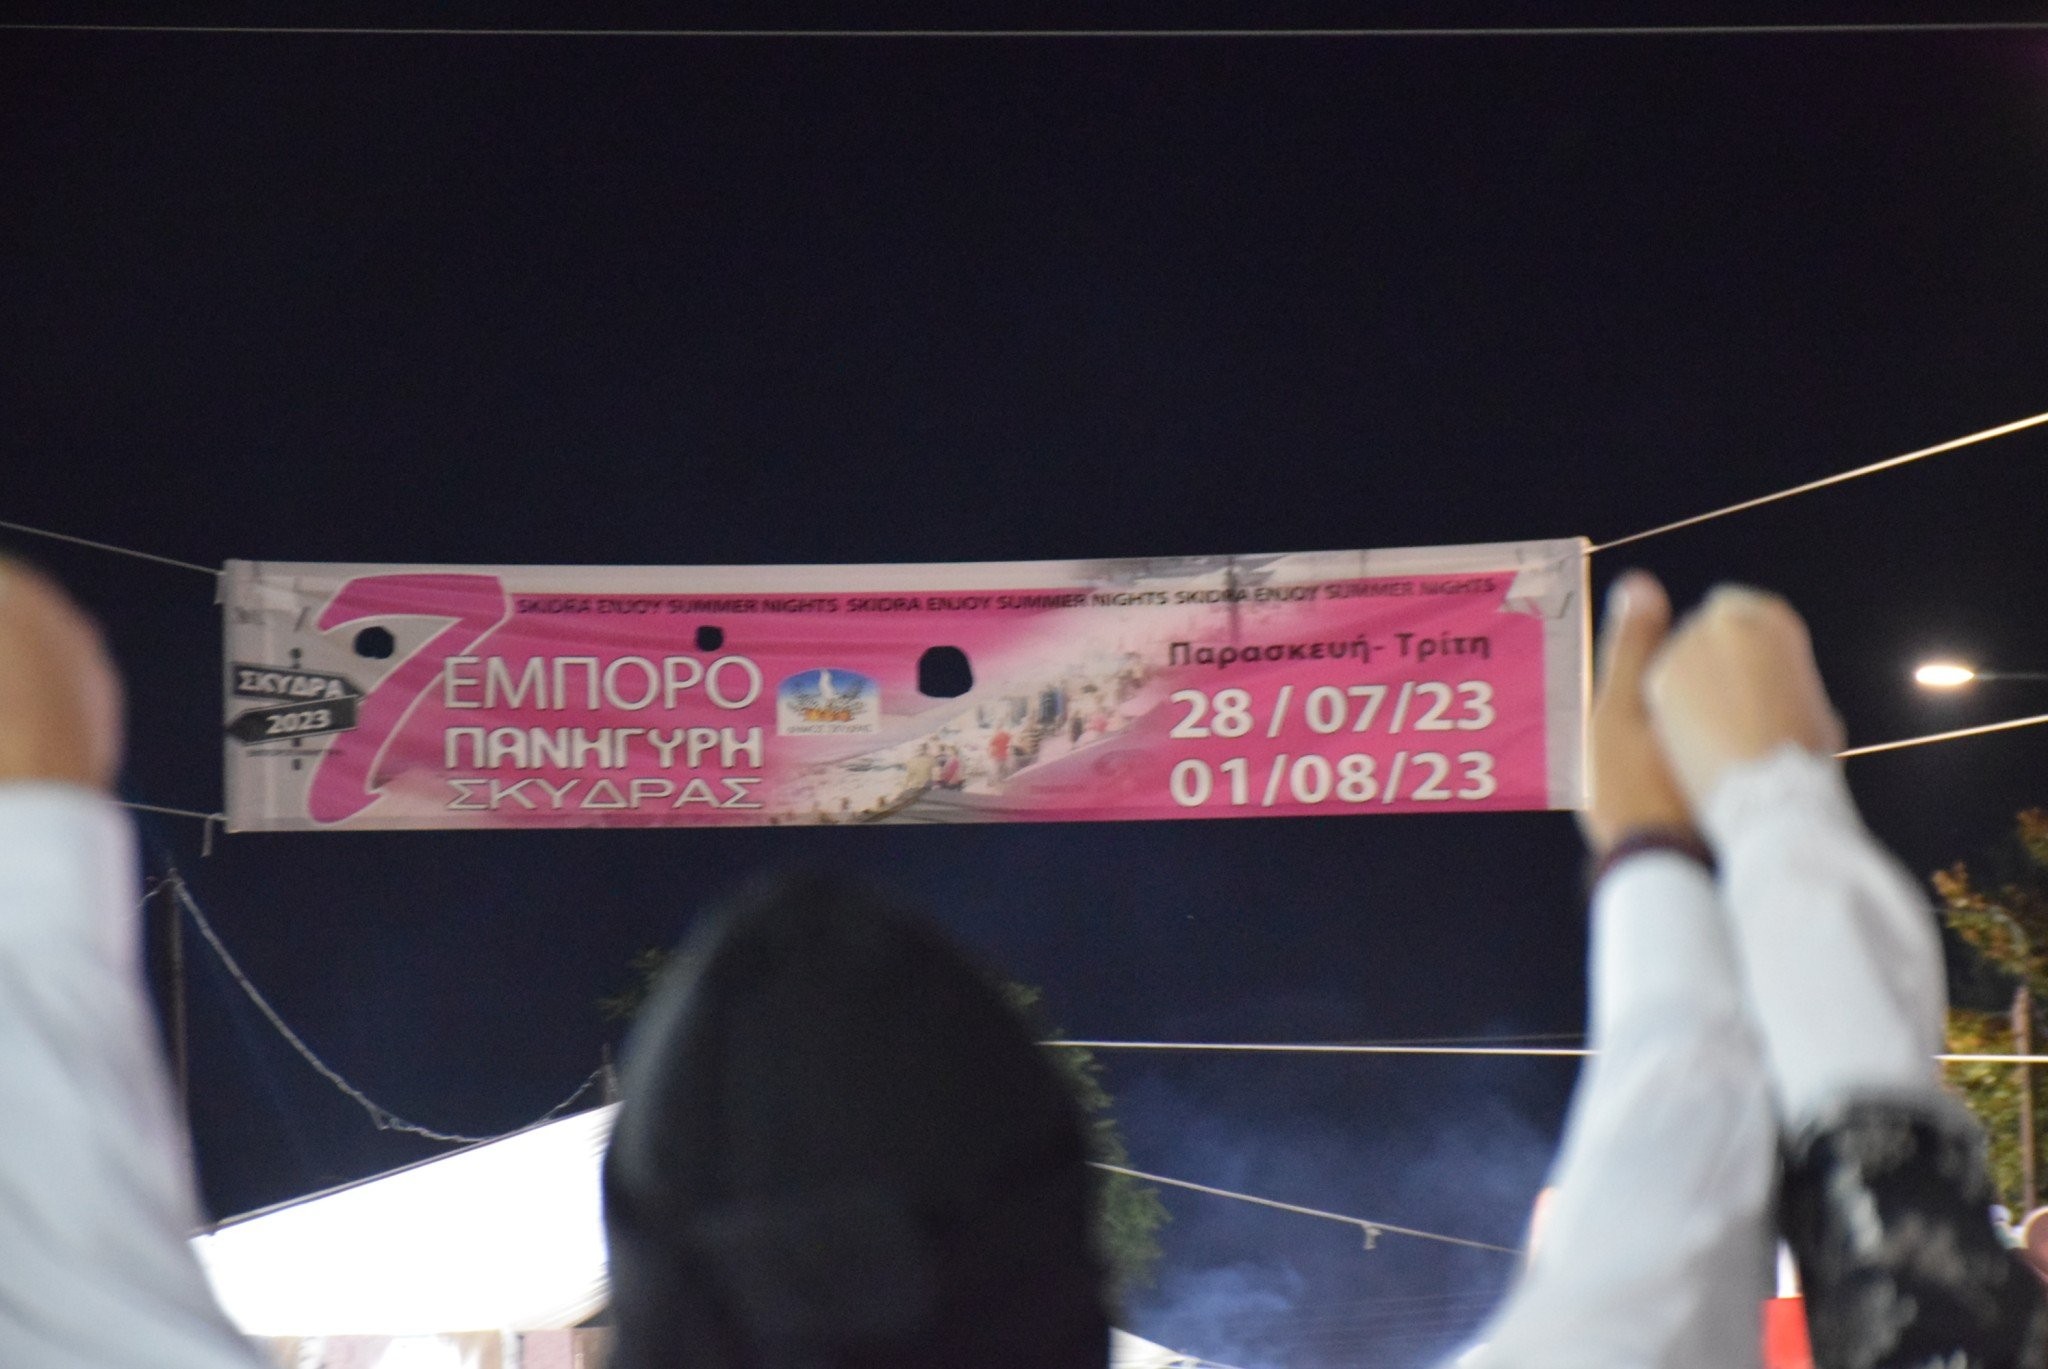 SKIDRA ENJOY SUMMER NIGHTS SKIDRA ENJOY SUMMER NIGHTS SKIDRA ENJOY SUMMER NIGHTS
ΣΚΥΔΡΑ
2023
7
ΕΜΠΟΡΟ
ΠΑΝΗΓΥΡΗ
ΣΚΥΔΡΑΣ
Παρασκευή- Τρίτη
28 / 07/23
01/08/23